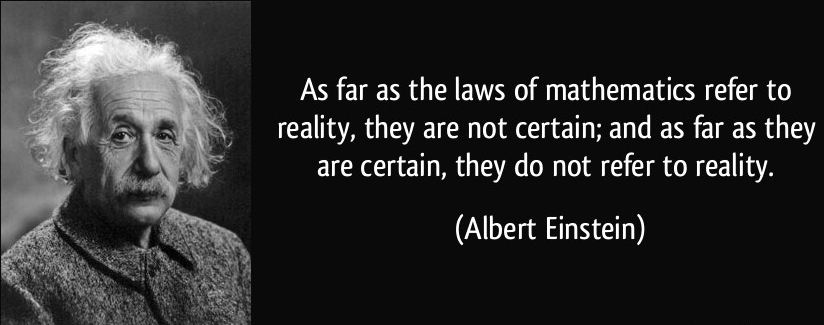 As far as the laws of mathematics refer to
reality, they are not certain; and as far as they
are certain, they do not refer to reality.
(Albert Einstein)